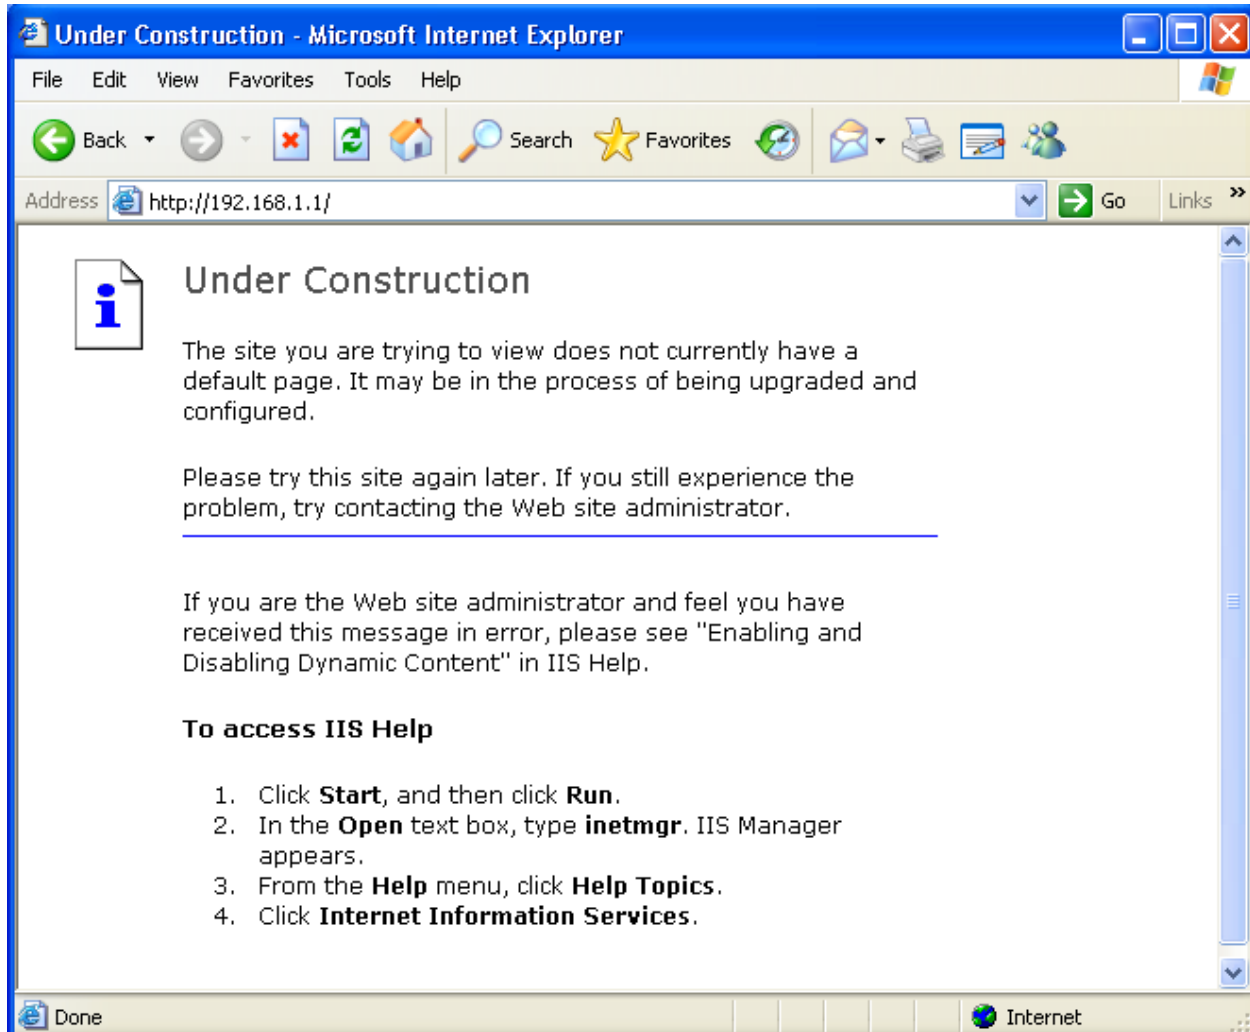 Under Construction - Microsoft Internet Explorer
File Edit View Favorites Tools Help
Back Search Favorites
Address http://192.168.1.1/ Go Links »
Under Construction
The site you are trying to view does not currently have a
default page. It may be in the process of being upgraded and
configured.
Please try this site again later. If you still experience the
problem, try contacting the Web site administrator.
If you are the Web site administrator and feel you have
received this message in error, please see "Enabling and
Disabling Dynamic Content" in IIS Help.
To access IIS Help
1. Click Start, and then click Run.
2. In the Open text box, type inetmgr. IIS Manager
appears.
3. From the Help menu, click Help Topics.
4. Click Internet Information Services.
Done Internet